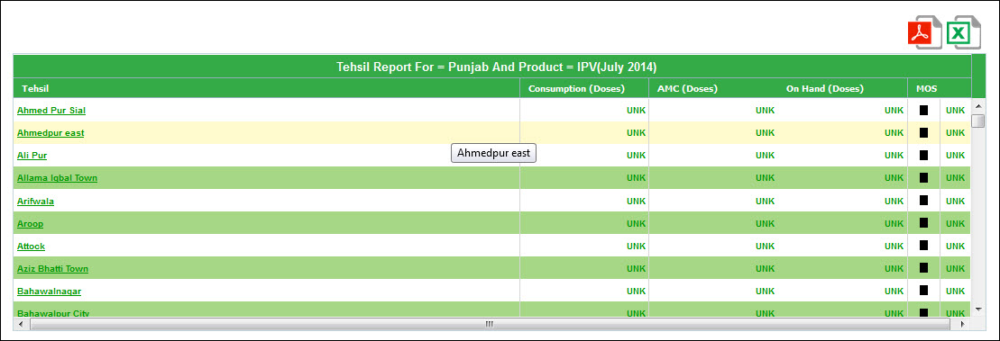 Tehsil Report For = Punjab And Product = IPV(July 2014)
Tehsil Consumption (Doses) AMC (Doses) On Hand (Doses) MOS
Ahmed Pur Sial UNK UNK UNK UNK
Ahmedpur east UNK UNK UNK UNK
Ali Pur UNK UNK UNK UNK
Ahmedpur east
Allama Iqbal Town UNK UNK UNK UNK
Arifwala UNK UNK UNK UNK
Aroop UNK UNK UNK UNK
Attock UNK UNK UNK UNK
Aziz Bhatti Town UNK UNK UNK UNK
Bahawalnagar UNK UNK UNK UNK
Bahawalpur City UNK UNK UNK UNK